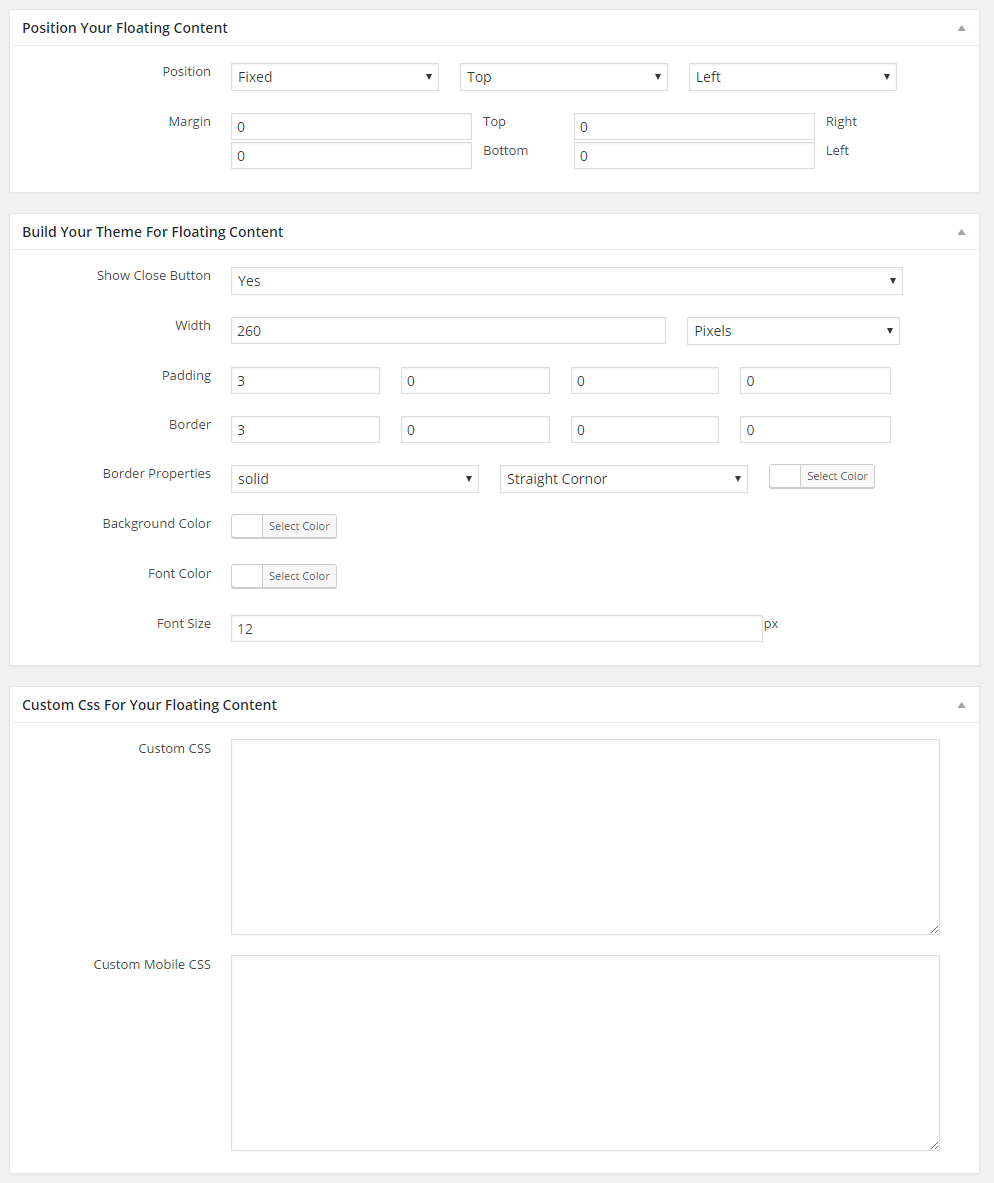 Position Your Floating Content
Position Fixed Top Left
Margin 0 Top 0 Right
0 Bottom 0 Left
Build Your Theme For Floating Content
Show Close Button Yes
Width 260 Pixels
Padding 3 0 0 0
Border 3 0 0 0
Border Properties solid Straight Cornor Select Color
Background Color Select Color
Font Color Select Color
Font Size 12 px
Custom Css For Your Floating Content
Custom CSS
Custom Mobile CSS